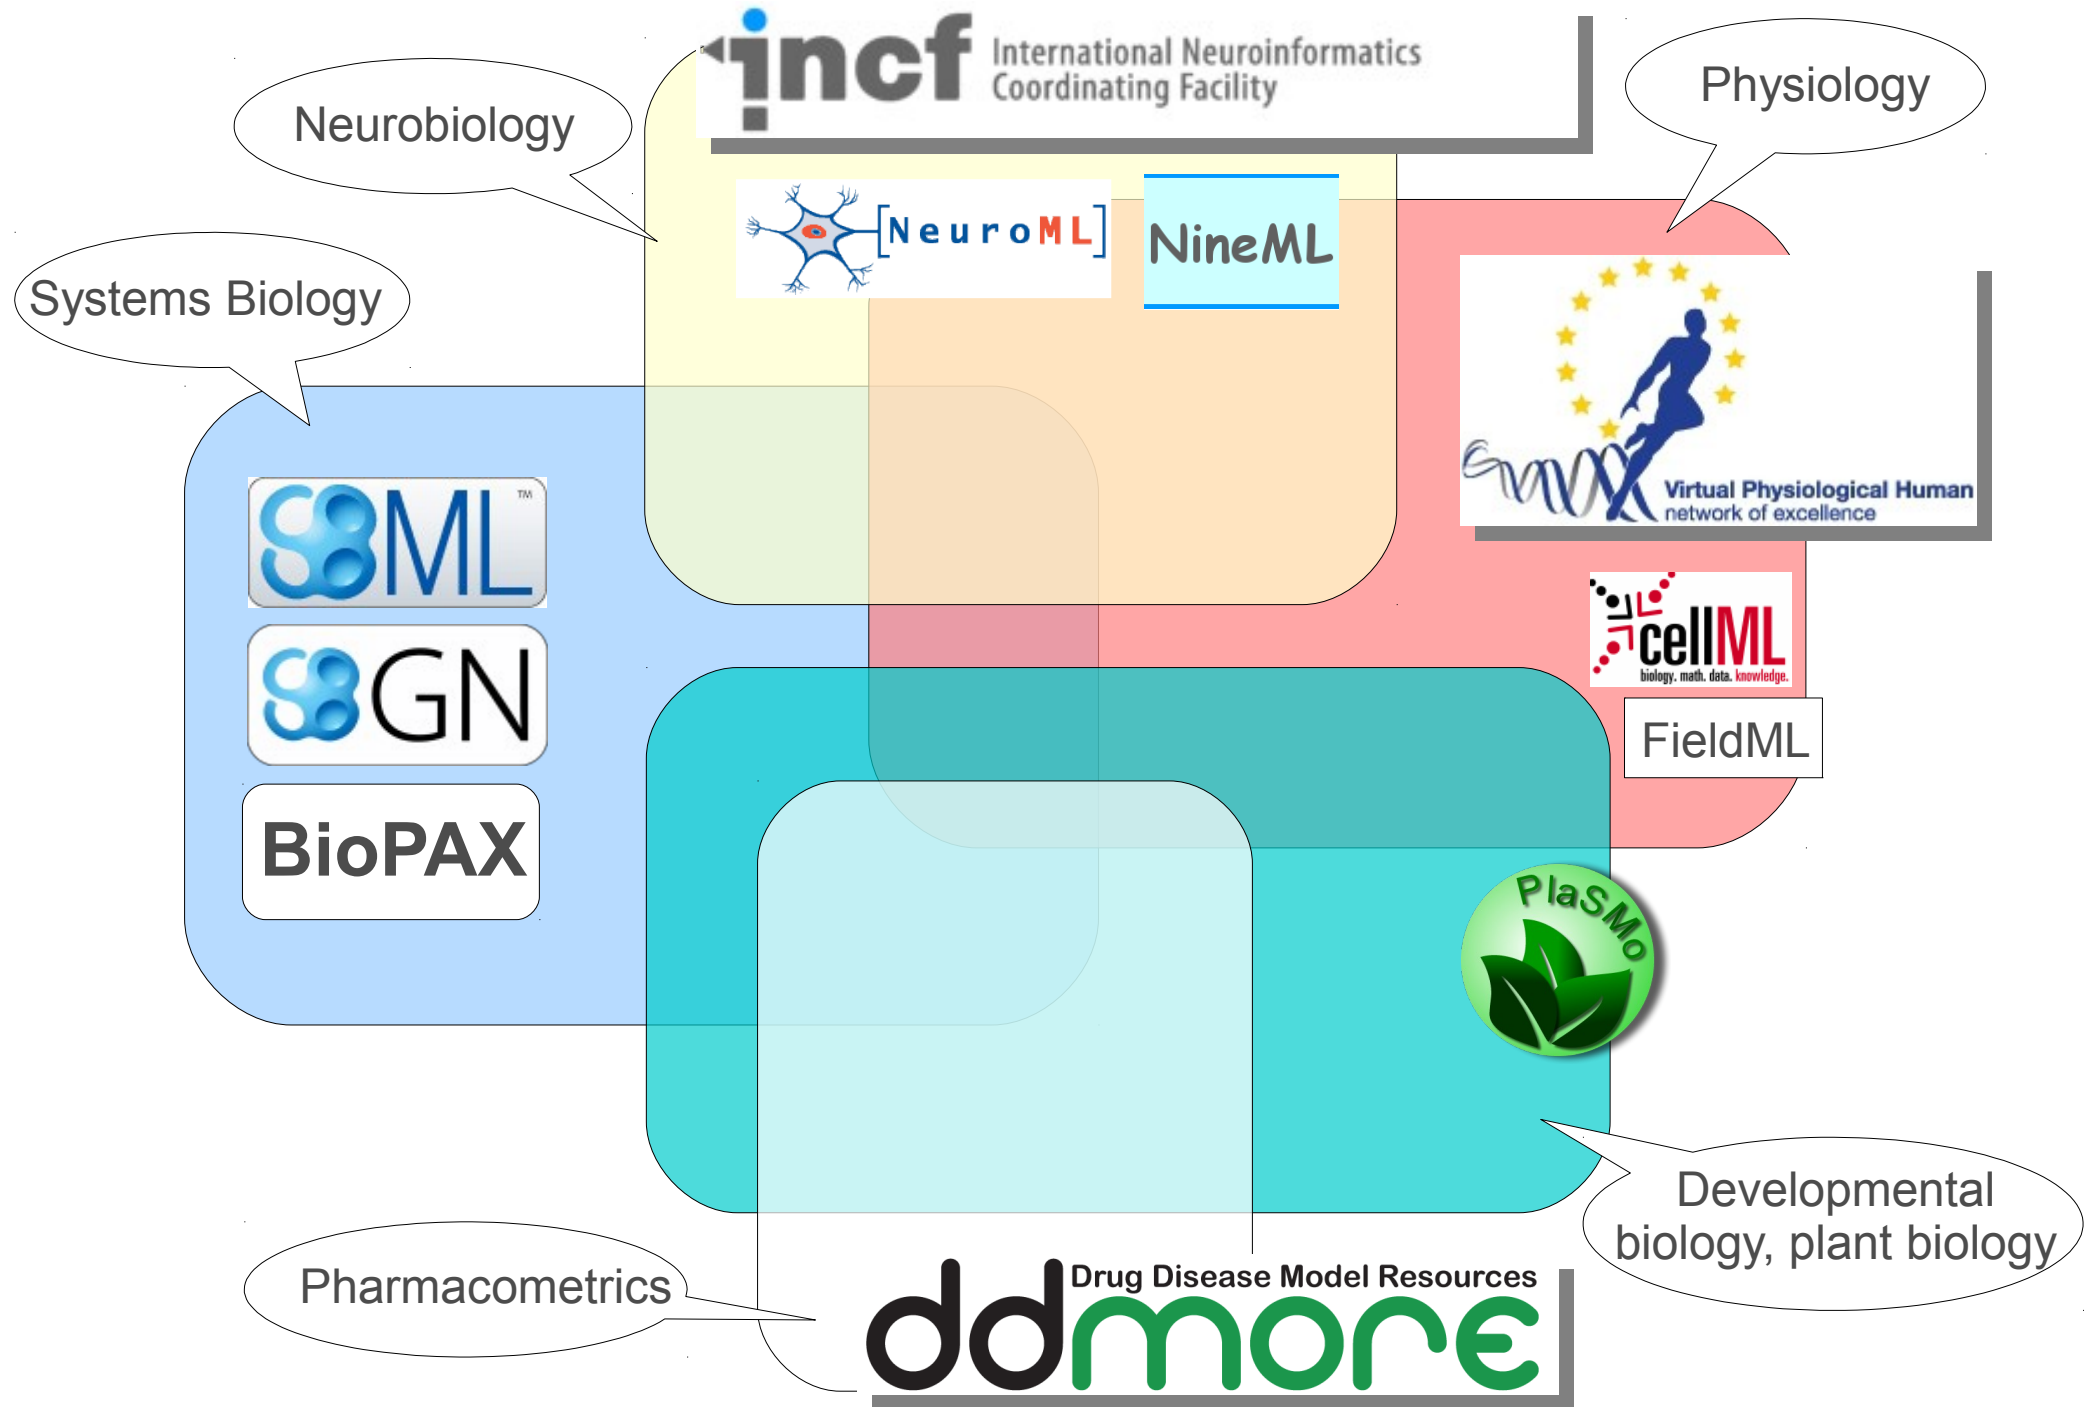 incf International Neuroinformatics
Coordinating Facility
Physiology
Neurobiology
[NeuroML]
NineML
Systems Biology
Virtual Physiological Human
network of excellence
SBML™
cellML
biology. math. data. knowledge.
SBGN
FieldML
BioPAX
PlaSMo
Developmental
biology, plant biology
Pharmacometrics
Drug Disease Model Resources
ddmore